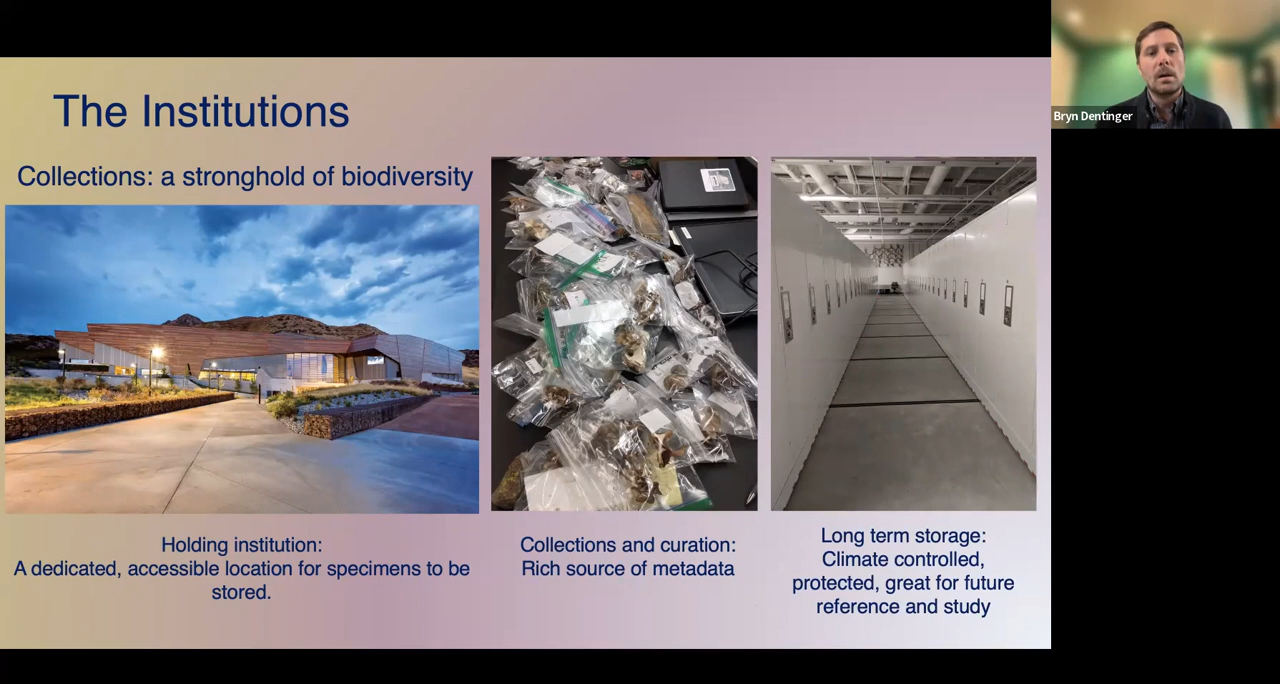 The Institutions
Collections: a stronghold of biodiversity
Holding institution:
A dedicated, accessible location for specimens to be
stored.
Collections and curation:
Rich source of metadata
Long term storage:
Climate controlled,
protected, great for future
reference and study
Bryn Dentinger